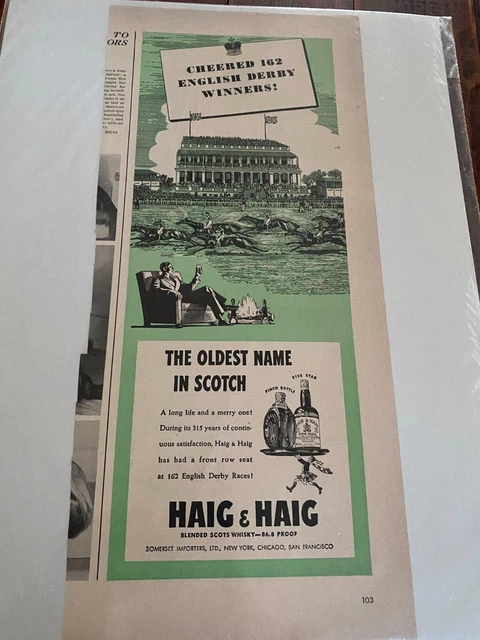 TO
ORS
CHEERED 162
ENGLISH DERBY
WINNERS!
THE OLDEST NAME
IN SCOTCH
A long life and a merry one!
During its 315 years of contin-
uous satisfaction, Haig & Haig
has had a front row seat
at 162 English Derby Races!
PINCH BOTTLE
FIVE STAR
HAIG & HAIG
HAIG & HAIG
BLENDED SCOTS WHISKY—86.8 PROOF
SOMERSET IMPORTERS, LTD., NEW YORK, CHICAGO, SAN FRANCISCO
103